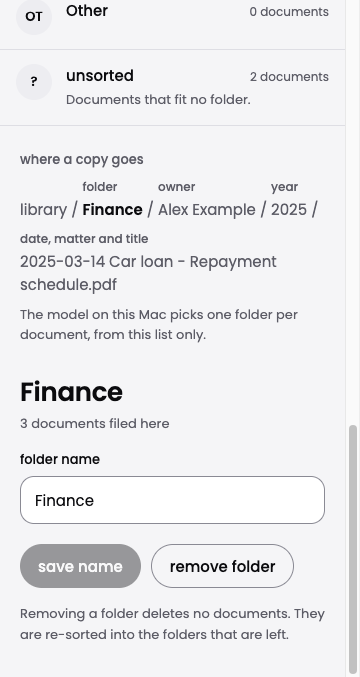 OT Other 0 documents
? unsorted 2 documents
Documents that fit no folder.
where a copy goes
folder owner year
library / Finance / Alex Example / 2025 /
date, matter and title
2025-03-14 Car loan - Repayment
schedule.pdf
The model on this Mac picks one folder per
document, from this list only.
Finance
3 documents filed here
folder name
Finance
save name remove folder
Removing a folder deletes no documents. They
are re-sorted into the folders that are left.